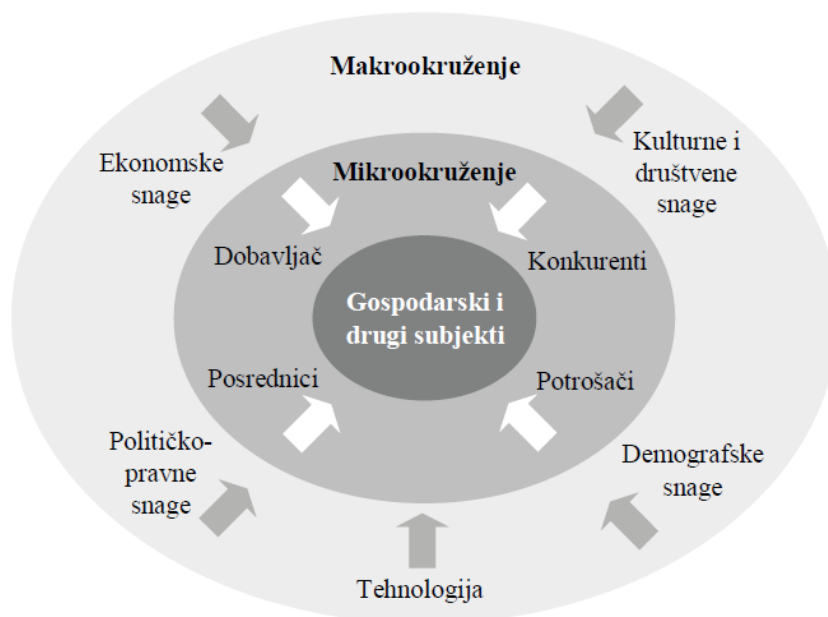 Makrookruženje
Ekonomske
snage
Kulturne i
društvene
snage
Mikrookruženje
Dobavljač
Konkurenti
Gospodarski i
drugi subjekti
Posrednici
Potrošači
Političko-
pravne
snage
Demografske
snage
Tehnologija